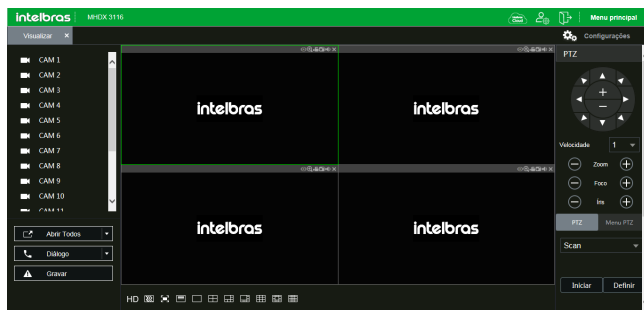 intelbras MHDX 3116 Menu principal
Visualizar × Configurações
CAM 1
CAM 2
CAM 3
CAM 4
CAM 5
CAM 6
CAM 7
CAM 8
CAM 9
CAM 10
CAM 11
intelbras intelbras
intelbras intelbras
PTZ
Velocidade 1
Zoom
Foco
Íris
PTZ Menu PTZ
Scan
Iniciar Definir
Abrir Todos
Diálogo
Gravar
HD